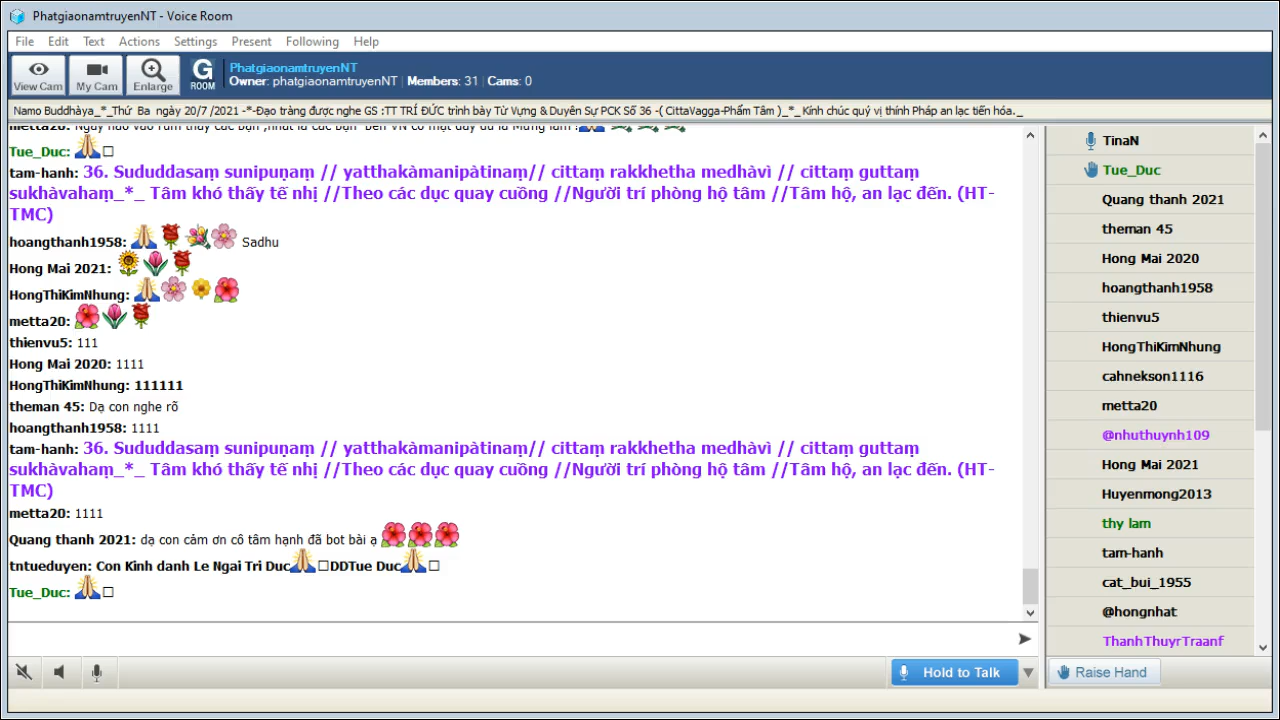 PhatgiaonamtruyenNT - Voice Room
File Edit Text Actions Settings Present Following Help
View Cam My Cam Enlarge G ROOM
PhatgiaonamtruyenNT
Owner: phatgiaonamtruyenNT | Members: 31 | Cams: 0
Namo Buddhàya_*_Thứ Ba ngày 20/7 /2021 -*-Đạo tràng được nghe GS :TT TRÍ ĐỨC trình bày Từ Vựng & Duyên Sự PCK Số 36 -( CittaVagga-Phẩm Tâm )_*_ Kính chúc quý vị thính Pháp an lạc tiến hóa._
Tue_Duc:
tam-hanh: 36. Sududdasaṃ sunipuṇaṃ // yatthakàmanipàtinaṃ// cittaṃ rakkhetha medhàvì // cittaṃ guttaṃ
sukhàvahaṃ_*_ Tâm khó thấy tế nhị //Theo các dục quay cuồng //Người trí phòng hộ tâm //Tâm hộ, an lạc đến. (HT-
TMC)
hoangthanh1958: Sadhu
Hong Mai 2021:
HongThiKimNhung:
metta20:
thienvu5: 111
Hong Mai 2020: 1111
HongThiKimNhung: 111111
theman 45: Dạ con nghe rõ
hoangthanh1958: 1111
tam-hanh: 36. Sududdasaṃ sunipuṇaṃ // yatthakàmanipàtinaṃ// cittaṃ rakkhetha medhàvì // cittaṃ guttaṃ
sukhàvahaṃ_*_ Tâm khó thấy tế nhị //Theo các dục quay cuồng //Người trí phòng hộ tâm //Tâm hộ, an lạc đến. (HT-
TMC)
metta20: 1111
Quang thanh 2021: dạ con cảm ơn cô tâm hạnh đã bot bài ạ
tntueduyen: Con Kinh danh Le Ngai Tri Duc DDTue Duc
Tue_Duc:
Hold to Talk
TinaN
Tue_Duc
Quang thanh 2021
theman 45
Hong Mai 2020
hoangthanh1958
thienvu5
HongThiKimNhung
cahnekson1116
metta20
@nhuthuynh109
Hong Mai 2021
Huyenmong2013
thy lam
tam-hanh
cat_bui_1955
@hongnhat
ThanhThuyrTraanf
Raise Hand